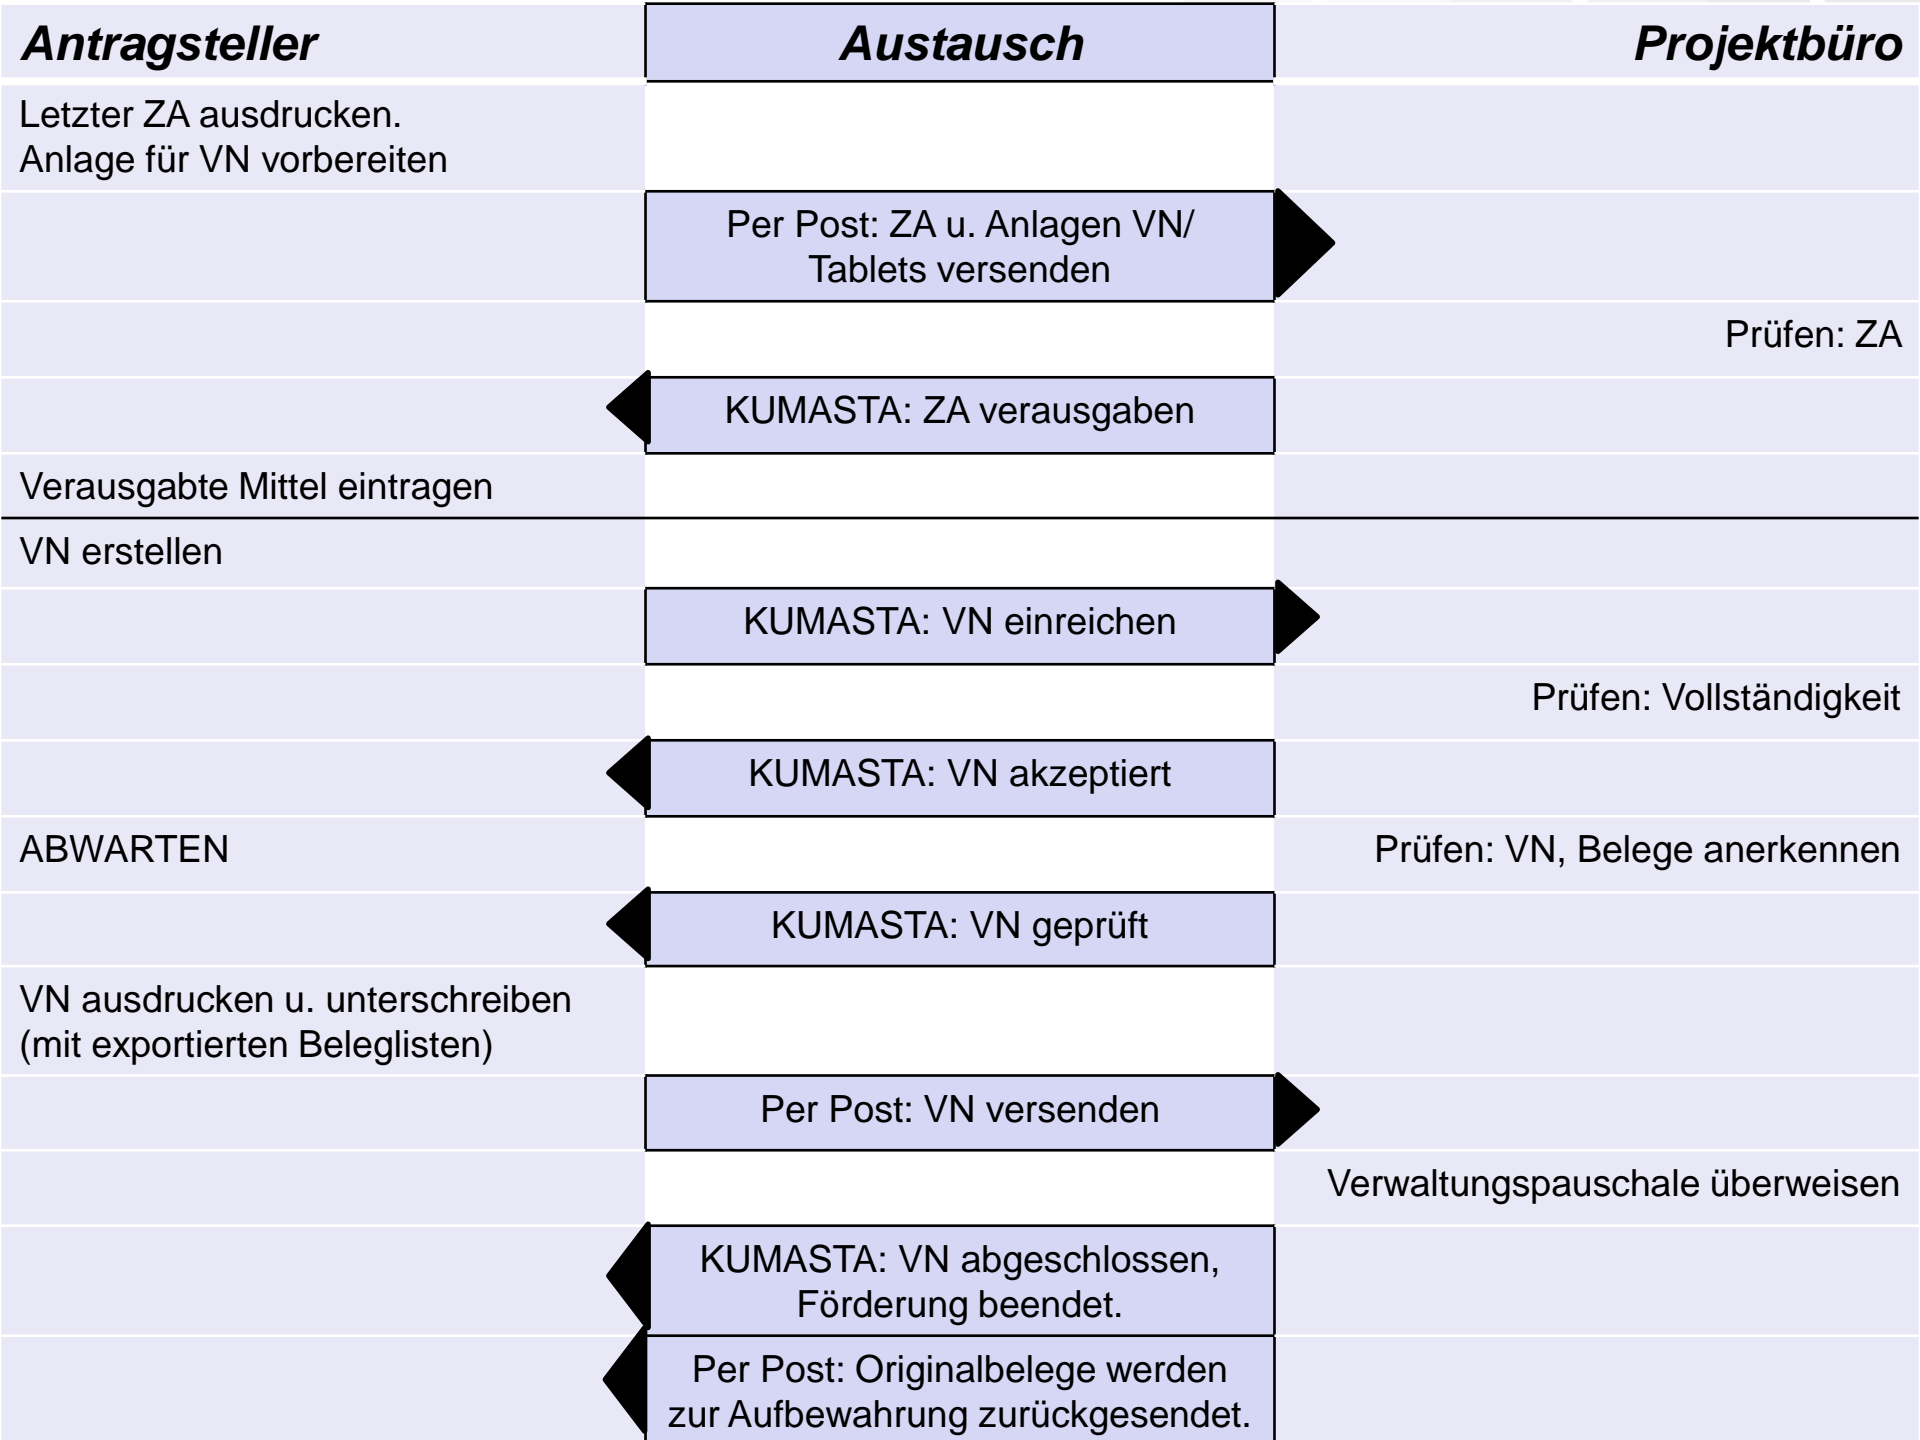 Antragsteller
Austausch
Projektbüro
Letzter ZA ausdrucken.
Anlage für VN vorbereiten
Per Post: ZA u. Anlagen VN/
Tablets versenden
Prüfen: ZA
KUMASTA: ZA verausgaben
Verausgabte Mittel eintragen
VN erstellen
KUMASTA: VN einreichen
Prüfen: Vollständigkeit
KUMASTA: VN akzeptiert
ABWARTEN
Prüfen: VN, Belege anerkennen
KUMASTA: VN geprüft
VN ausdrucken u. unterschreiben
(mit exportierten Beleglisten)
Per Post: VN versenden
Verwaltungspauschale überweisen
KUMASTA: VN abgeschlossen,
Förderung beendet.
Per Post: Originalbelege werden
zur Aufbewahrung zurückgesendet.